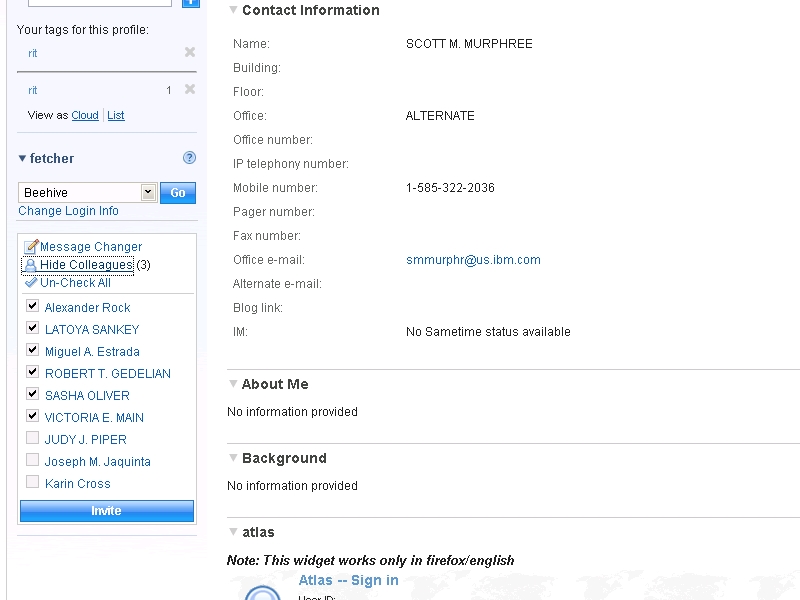 Your tags for this profile:
rit
rit 1
View as Cloud | List
fetcher ?
Beehive Go
Change Login Info
Message Changer
Hide Colleagues (3)
Un-Check All
Alexander Rock
LATOYA SANKEY
Miguel A. Estrada
ROBERT T. GEDELIAN
SASHA OLIVER
VICTORIA E. MAIN
JUDY J. PIPER
Joseph M. Jaquinta
Karin Cross
Invite
Contact Information
Name: SCOTT M. MURPHREE
Building:
Floor:
Office: ALTERNATE
Office number:
IP telephony number:
Mobile number: 1-585-322-2036
Pager number:
Fax number:
Office e-mail: smmurphr@us.ibm.com
Alternate e-mail:
Blog link:
IM: No Sametime status available
About Me
No information provided
Background
No information provided
atlas
Note: This widget works only in firefox/english
Atlas -- Sign in
User ID: